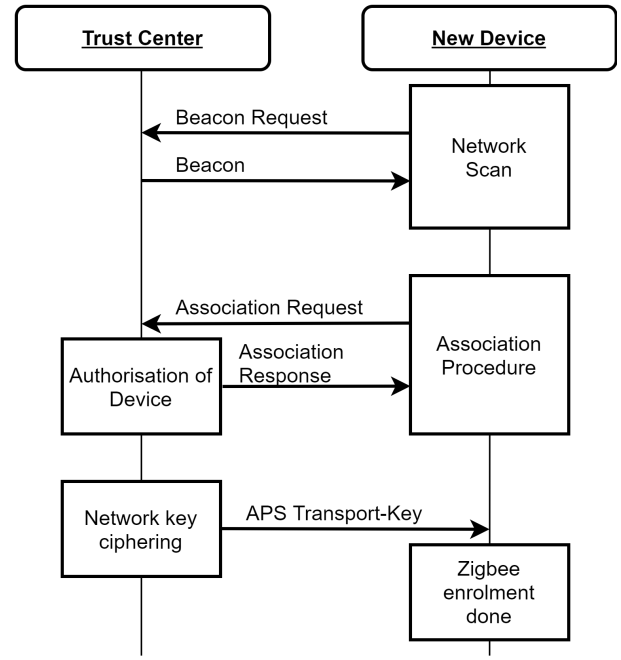 Trust Center
New Device
Beacon Request
Network
Scan
Beacon
Association Request
Association
Procedure
Authorisation of
Device
Association
Response
Network key
ciphering
APS Transport-Key
Zigbee
enrolment
done